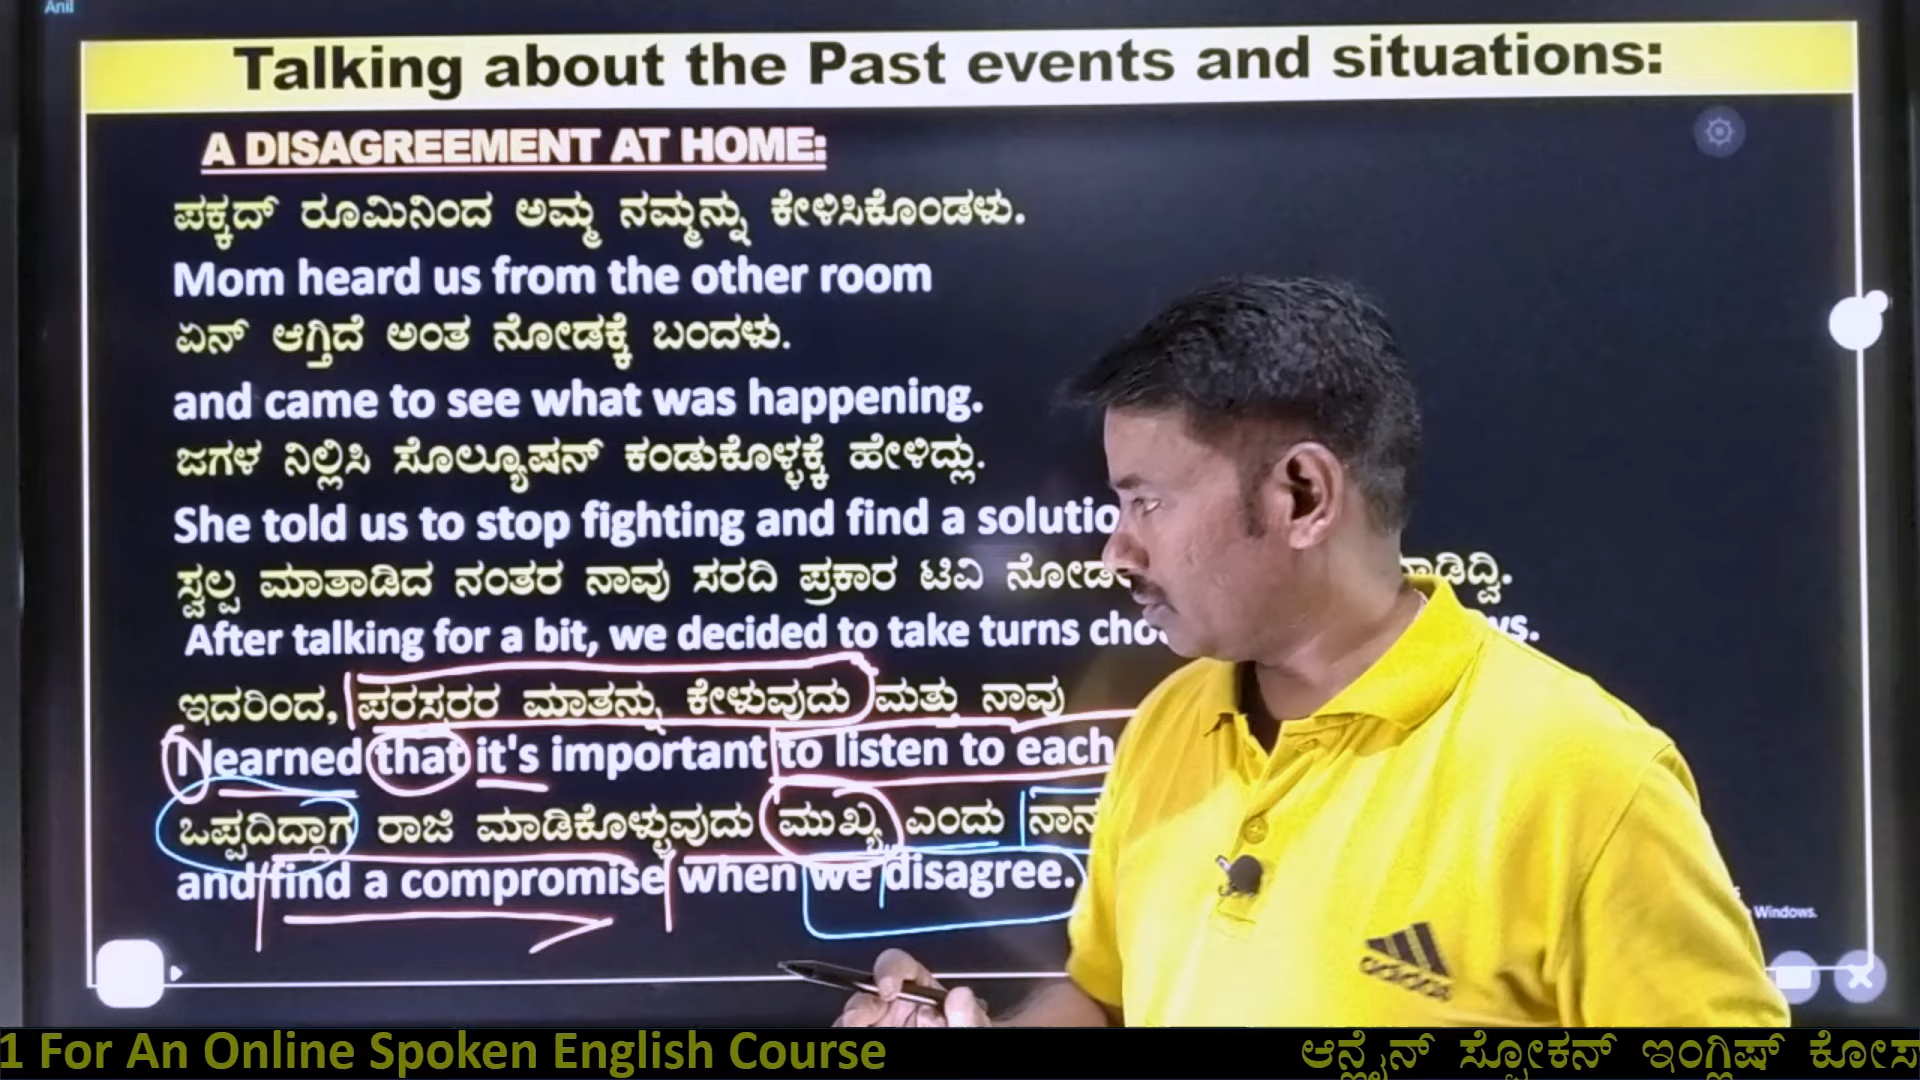 Anil
Talking about the Past events and situations:
A DISAGREEMENT AT HOME:
ಪಕ್ಕದ್ ರೂಮಿನಿಂದ ಅಮ್ಮ ನಮ್ಮನ್ನು ಕೇಳಿಸಿಕೊಂಡಳು.
Mom heard us from the other room
ಏನ್ ಆಗ್ತಿದೆ ಅಂತ ನೋಡಕ್ಕೆ ಬಂದಳು.
and came to see what was happening.
ಜಗಳ ನಿಲ್ಲಿಸಿ ಸೊಲ್ಯೂಷನ್ ಕಂಡುಕೊಳ್ಳಕ್ಕೆ ಹೇಳಿದ್ಲು.
She told us to stop fighting and find a solutio
ಸ್ವಲ್ಪ ಮಾತಾಡಿದ ನಂತರ ನಾವು ಸರದಿ ಪ್ರಕಾರ ಟಿವಿ
After talking for a bit, we decided to take turns
ಇದರಿಂದ, ಪರಸ್ಪರರ ಮಾತನ್ನು ಕೇಳುವುದು ಮತ್ತು ನಾವು
I learned that it's important to listen to each
ಒಪ್ಪದಿದ್ದಾಗ ರಾಜಿ ಮಾಡಿಕೊಳ್ಳುವುದು ಮುಖ್ಯ ಎಂದು
and find a compromise when we disagree.
Windows.
adidas
1 For An Online Spoken English Course
ಆನ್ಲೈನ್ ಸ್ಪೋಕನ್ ಇಂಗ್ಲಿಷ್ ಕೋರ್ಸ